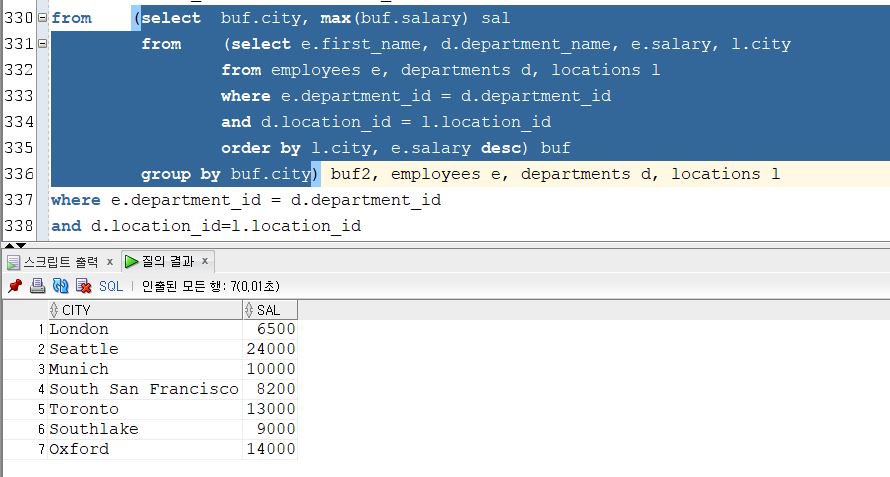 330 from (select buf.city, max(buf.salary) sal
331 from (select e.first_name, d.department_name, e.salary, l.city
332 from employees e, departments d, locations l
333 where e.department_id = d.department_id
334 and d.location_id = l.location_id
335 order by l.city, e.salary desc) buf
336 group by buf.city) buf2, employees e, departments d, locations l
337 where e.department_id = d.department_id
338 and d.location_id=l.location_id
스크립트 출력 x 질의 결과 x
SQL | 인출된 모든 행: 7(0,01초)
CITY SAL
1 London 6500
2 Seattle 24000
3 Munich 10000
4 South San Francisco 8200
5 Toronto 13000
6 Southlake 9000
7 Oxford 14000